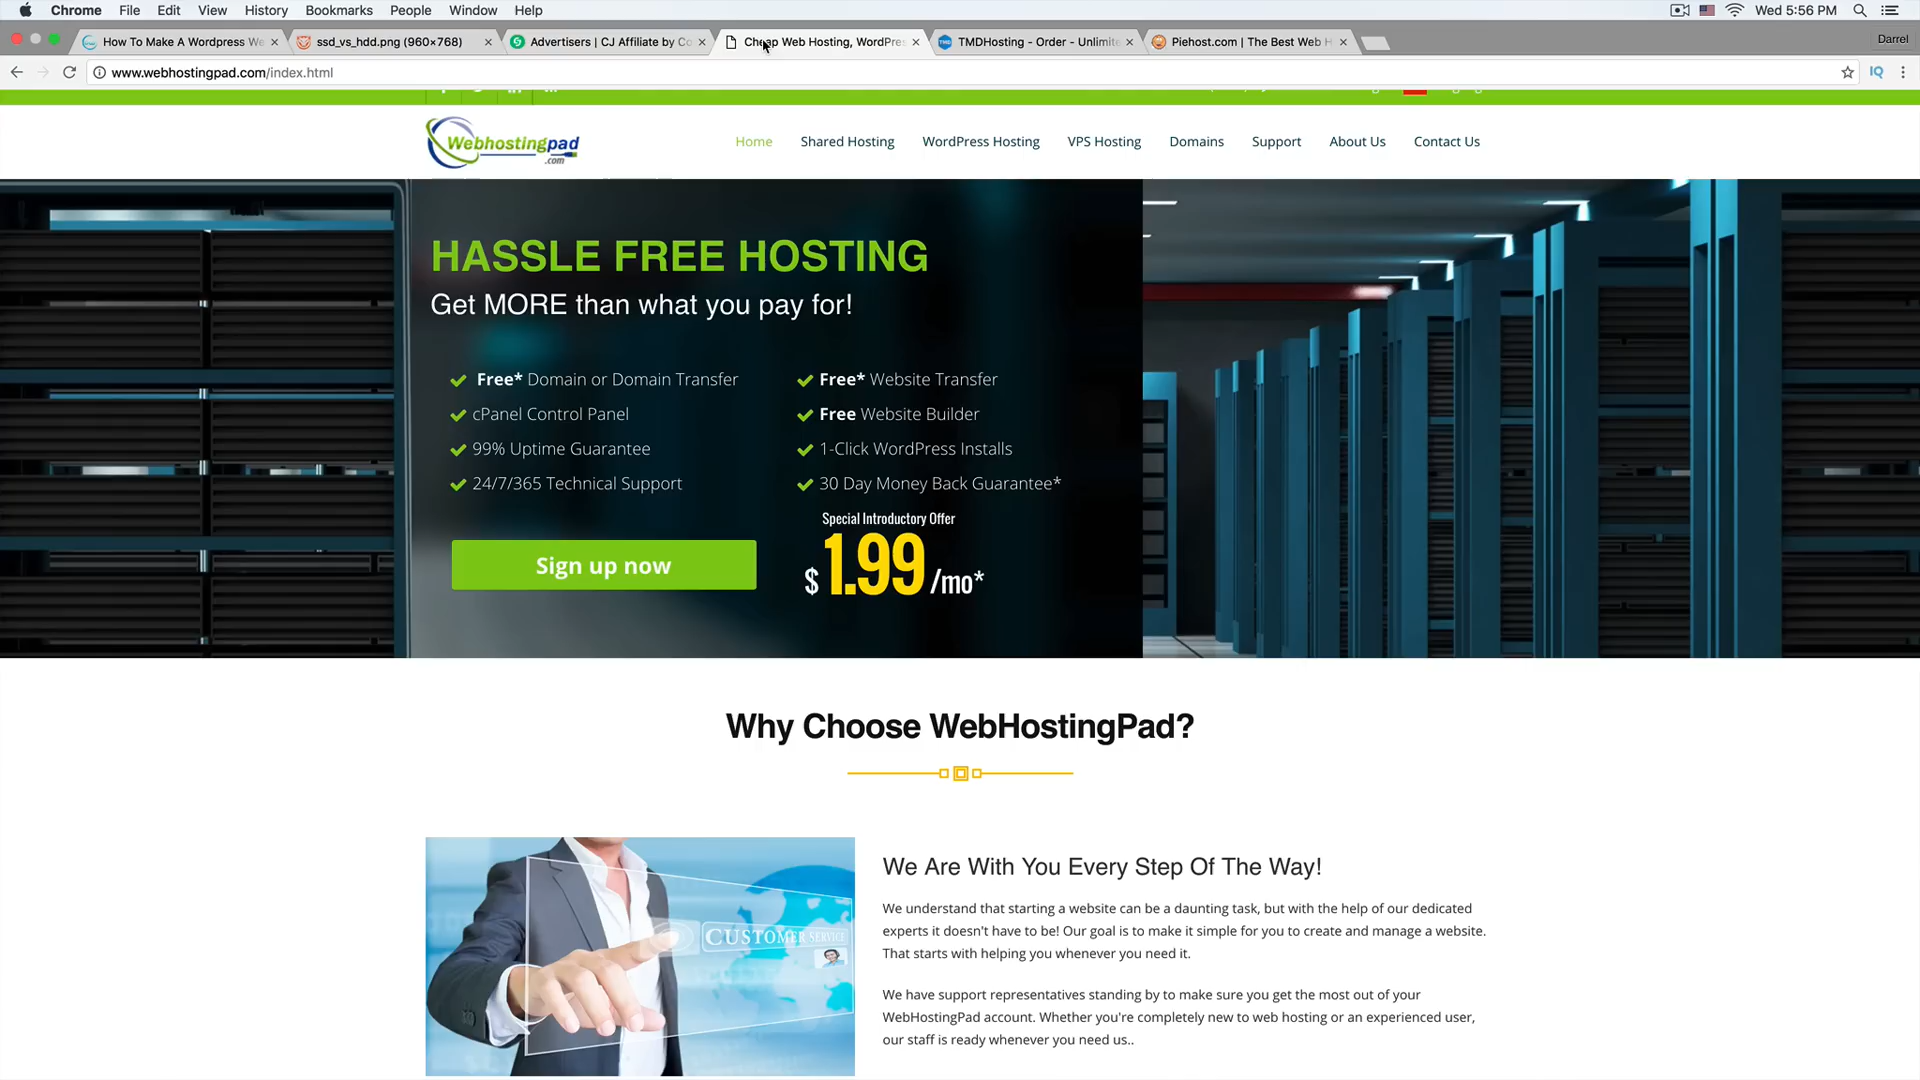 Chrome File Edit View History Bookmarks People Window Help Wed 5:56 PM
How To Make A Wordpress We ssd_vs_hdd.png (960×768) Advertisers | CJ Affiliate by Co Cheap Web Hosting, WordPres TMDHosting - Order - Unlimite Piehost.com | The Best Web H Darrel
www.webhostingpad.com/index.html IQ
Webhostingpad
.com
Home Shared Hosting WordPress Hosting VPS Hosting Domains Support About Us Contact Us
HASSLE FREE HOSTING
Get MORE than what you pay for!
Free* Domain or Domain Transfer
cPanel Control Panel
99% Uptime Guarantee
24/7/365 Technical Support
Free* Website Transfer
Free Website Builder
1-Click WordPress Installs
30 Day Money Back Guarantee*
Sign up now
Special Introductory Offer
$ 1.99 /mo*
Why Choose WebHostingPad?
CUSTOMER SERVICE
We Are With You Every Step Of The Way!
We understand that starting a website can be a daunting task, but with the help of our dedicated
experts it doesn't have to be! Our goal is to make it simple for you to create and manage a website.
That starts with helping you whenever you need it.
We have support representatives standing by to make sure you get the most out of your
WebHostingPad account. Whether you're completely new to web hosting or an experienced user,
our staff is ready whenever you need us..